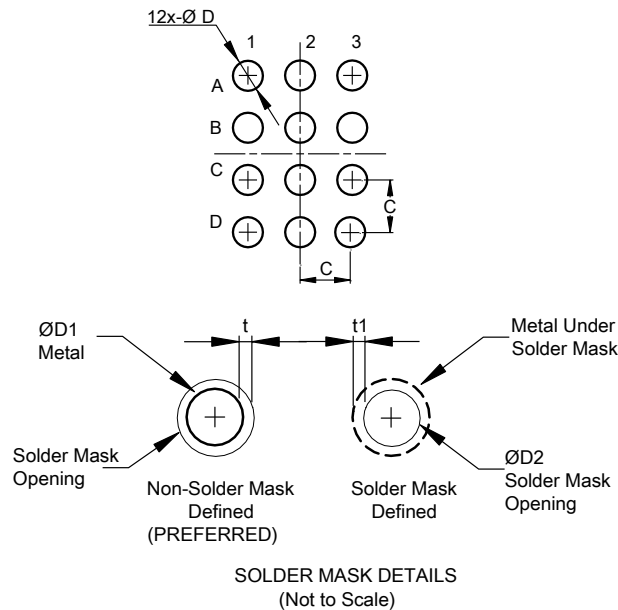 12x-Ø D
1 2 3
A
B
C
C
D
C
ØD1
Metal
t
t1
Metal Under
Solder Mask
Solder Mask
Opening
ØD2
Solder Mask
Opening
Non-Solder Mask
Defined
(PREFERRED)
Solder Mask
Defined
SOLDER MASK DETAILS
(Not to Scale)